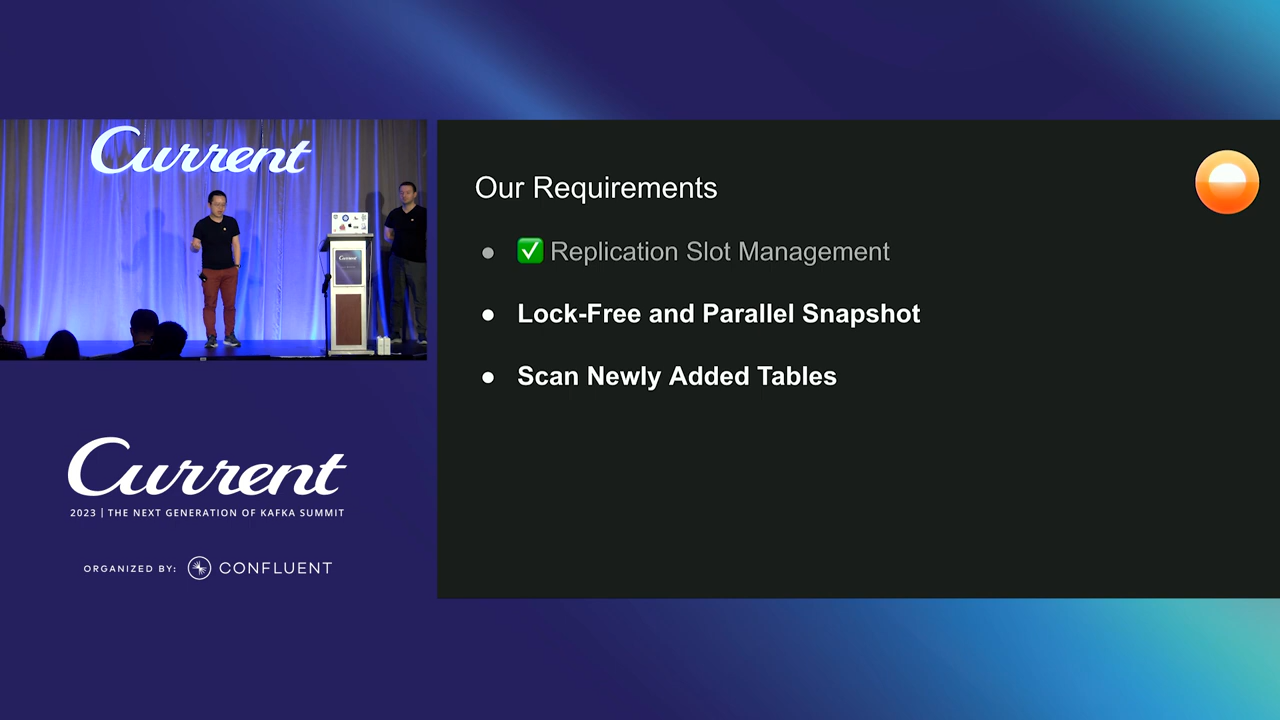 Current
Our Requirements
✅ Replication Slot Management
Lock-Free and Parallel Snapshot
Scan Newly Added Tables
Current
Current
2023 | THE NEXT GENERATION OF KAFKA SUMMIT
ORGANIZED BY: CONFLUENT